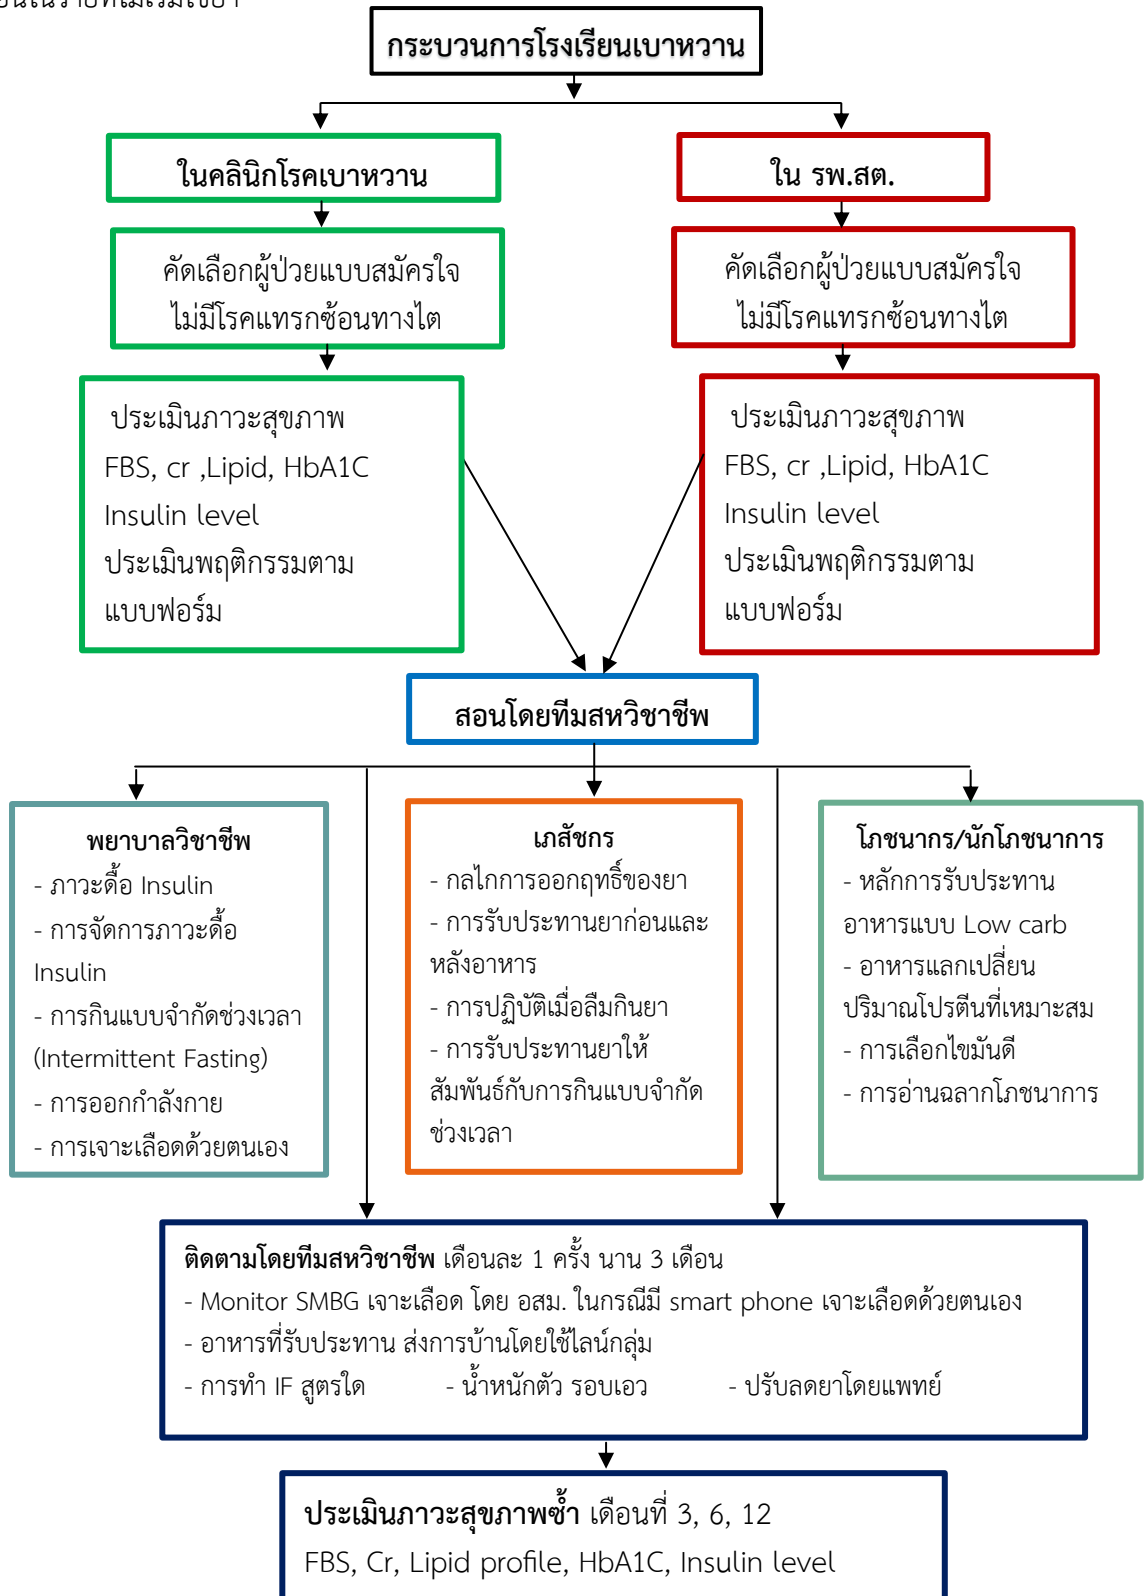 กระบวนการโรงเรียนเบาหวาน
ในคลินิกโรคเบาหวาน
ใน รพ.สต.
คัดเลือกผู้ป่วยแบบสมัครใจ
ไม่มีโรคแทรกซ้อนทางไต
คัดเลือกผู้ป่วยแบบสมัครใจ
ไม่มีโรคแทรกซ้อนทางไต
ประเมินภาวะสุขภาพ
FBS, cr ,Lipid, HbA1C
Insulin level
ประเมินพฤติกรรมตาม
แบบฟอร์ม
ประเมินภาวะสุขภาพ
FBS, cr ,Lipid, HbA1C
Insulin level
ประเมินพฤติกรรมตาม
แบบฟอร์ม
สอนโดยทีมสหวิชาชีพ
พยาบาลวิชาชีพ
- ภาวะดื้อ Insulin
- การจัดการภาวะดื้อ
Insulin
- การกินแบบจำกัดช่วงเวลา
(Intermittent Fasting)
- การออกกำลังกาย
- การเจาะเลือดด้วยตนเอง
เภสัชกร
- กลไกการออกฤทธิ์ของยา
- การรับประทานยาก่อนและ
หลังอาหาร
- การปฏิบัติเมื่อลืมกินยา
- การรับประทานยาให้
สัมพันธ์กับการกินแบบจำกัด
ช่วงเวลา
โภชนากร/นักโภชนาการ
- หลักการรับประทาน
อาหารแบบ Low carb
- อาหารแลกเปลี่ยน
ปริมาณโปรตีนที่เหมาะสม
- การเลือกไขมันดี
- การอ่านฉลากโภชนาการ
ติดตามโดยทีมสหวิชาชีพ เดือนละ 1 ครั้ง นาน 3 เดือน
- Monitor SMBG เจาะเลือด โดย อสม. ในกรณีมี smart phone เจาะเลือดด้วยตนเอง
- อาหารที่รับประทาน ส่งการบ้านโดยใช้ไลน์กลุ่ม
- การทำ IF สูตรใด - น้ำหนักตัว รอบเอว - ปรับลดยาโดยแพทย์
ประเมินภาวะสุขภาพซ้ำ เดือนที่ 3, 6, 12
FBS, Cr, Lipid profile, HbA1C, Insulin level